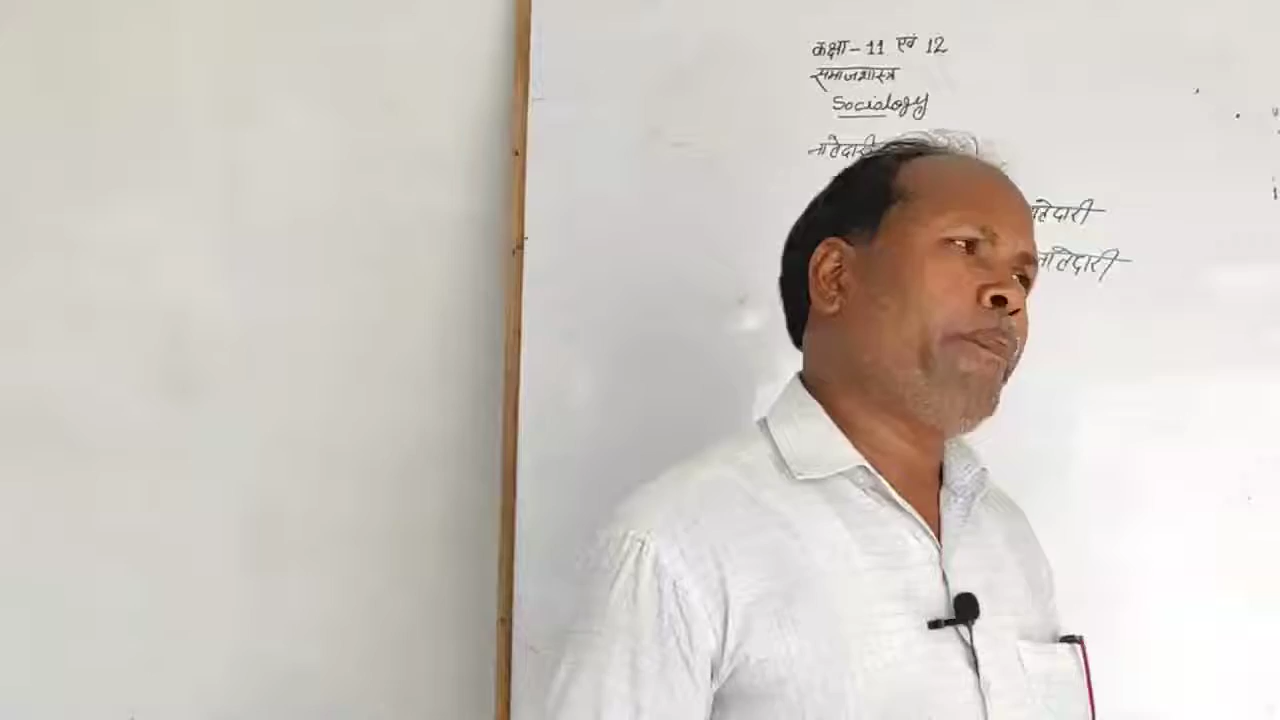 कक्षा - 11 एवं 12
समाजशास्त्र
Sociology
नातेदारी
नातेदारी
नातेदारी